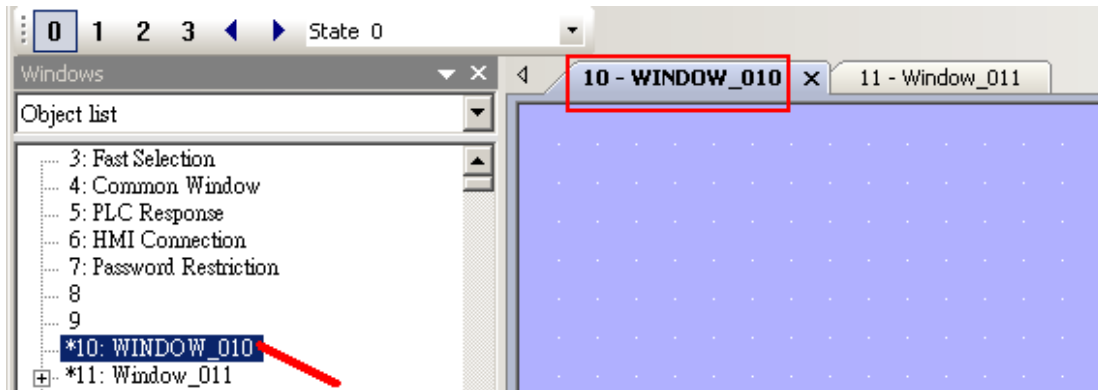 0 1 2 3 State 0
Windows
10 - WINDOW_010 11 - Window_011
Object list
3: Fast Selection
4: Common Window
5: PLC Response
6: HMI Connection
7: Password Restriction
8
9
*10: WINDOW_010
*11: Window_011